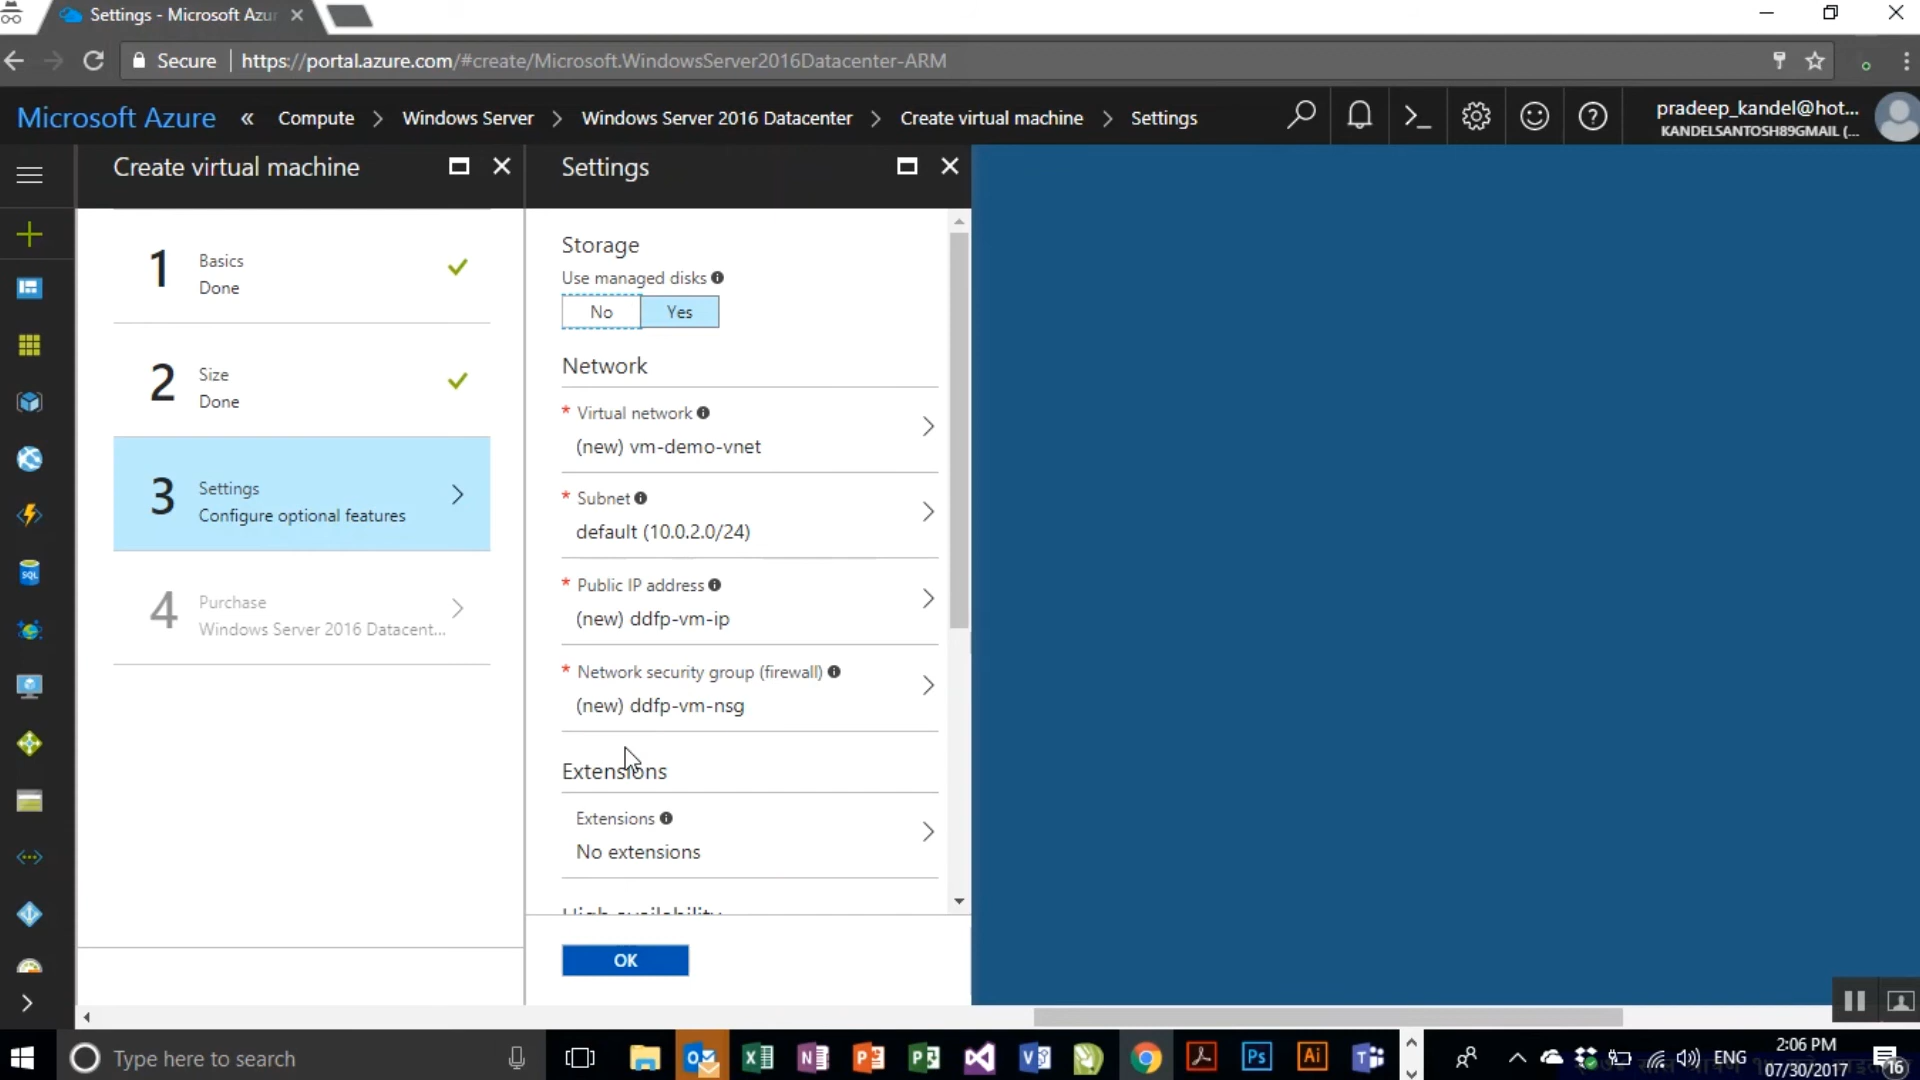 Settings - Microsoft Azur
Secure
https://portal.azure.com/#create/Microsoft.WindowsServer2016Datacenter-ARM
Microsoft Azure « Compute > Windows Server > Windows Server 2016 Datacenter > Create virtual machine > Settings
pradeep_kandel@hot...
KANDELSANTOSH89GMAIL (...
Create virtual machine
1
Basics
Done
2
Size
Done
3
Settings
Configure optional features
4
Purchase
Windows Server 2016 Datacent...
Settings
Storage
Use managed disks
No Yes
Network
* Virtual network
(new) vm-demo-vnet
* Subnet
default (10.0.2.0/24)
* Public IP address
(new) ddfp-vm-ip
* Network security group (firewall)
(new) ddfp-vm-nsg
Extensions
Extensions
No extensions
High availability
OK
SQL
Type here to search
ENG
2:06 PM
07/30/2017
16